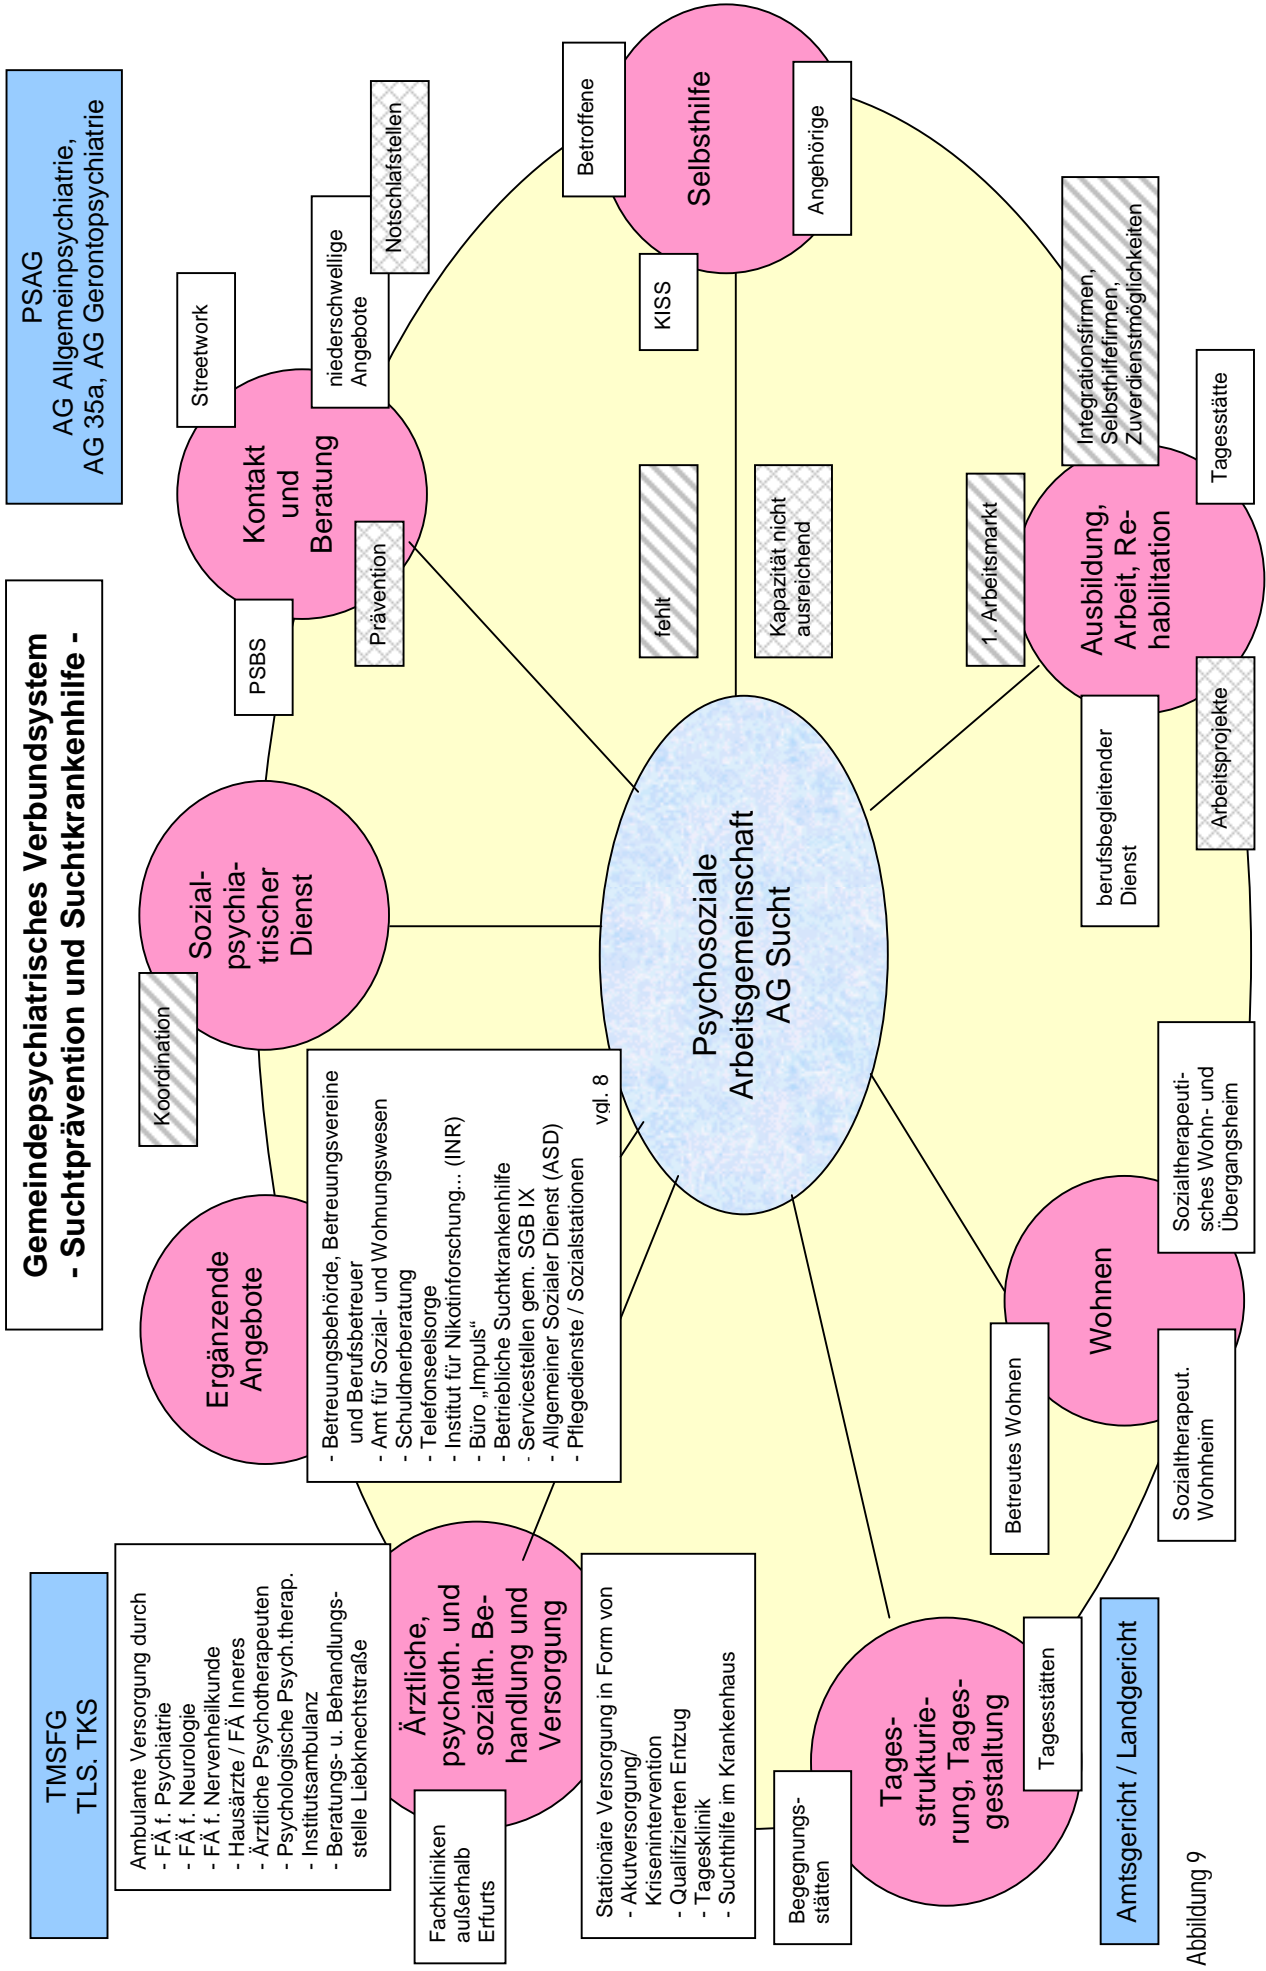 Gemeindepsychiatrisches Verbundsystem
- Suchtprävention und Suchtkrankenhilfe -
TMSFG
TLS. TKS
PSAG
AG Allgemeinpsychiatrie,
AG 35a, AG Gerontopsychiatrie
Ambulante Versorgung durch
- FÄ f. Psychiatrie
- FÄ f. Neurologie
- FÄ f. Nervenheilkunde
- Hausärzte / FÄ Inneres
- Ärztliche Psychotherapeuten
- Psychologische Psych.therap.
- Institutsambulanz
- Beratungs- u. Behandlungs-
stelle Liebknechtstraße
Ärztliche,
psychoth. und
sozialth. Be-
handlung und
Versorgung
Fachkliniken
außerhalb
Erfurts
Stationäre Versorgung in Form von
- Akutversorgung/
Krisenintervention
- Qualifizierten Entzug
- Tagesklinik
- Suchthilfe im Krankenhaus
Ergänzende
Angebote
- Betreuungsbehörde, Betreuungsvereine
und Berufsbetreuer
- Amt für Sozial- und Wohnungswesen
- Schuldnerberatung
- Telefonseelsorge
- Institut für Nikotinforschung... (INR)
- Büro „Impuls“
- Betriebliche Suchtkrankenhilfe
- Servicestellen gem. SGB IX
- Allgemeiner Sozialer Dienst (ASD)
- Pflegedienste / Sozialstationen
vgl. 8
Koordination
Sozial-
psychia-
trischer
Dienst
PSBS
Kontakt
und
Beratung
Streetwork
niederschwellige
Angebote
Notschlafstellen
Prävention
Betroffene
Selbsthilfe
Angehörige
KISS
fehlt
Kapazität nicht
ausreichend
Psychosoziale
Arbeitsgemeinschaft
AG Sucht
1. Arbeitsmarkt
Integrationsfirmen,
Selbsthilfefirmen,
Zuverdienstmöglichkeiten
Ausbildung,
Arbeit, Re-
habilitation
Tagesstätte
berufsbegleitender
Dienst
Arbeitsprojekte
Betreutes Wohnen
Wohnen
Sozialtherapeuti-
sches Wohn- und
Übergangsheim
Sozialtherapeut.
Wohnheim
Begegnungs-
stätten
Tages-
strukturie-
rung, Tages-
gestaltung
Tagesstätten
Amtsgericht / Landgericht
Abbildung 9